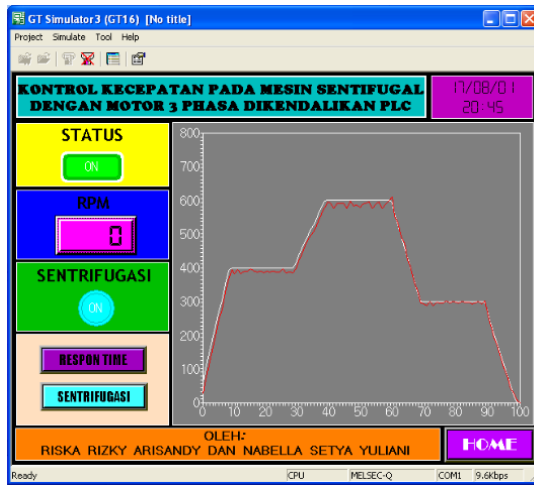 GT Simulator3 (GT16) [No title]
Project Simulate Tool Help
KONTROL KECEPATAN PADA MESIN SENTIFUGAL
DENGAN MOTOR 3 PHASA DIKENDALIKAN PLC
17/08/01
20:45
STATUS
ON
RPM
0
SENTRIFUGASI
ON
RESPON TIME
SENTRIFUGASI
800
700
600
500
400
300
200
100
0
0 10 20 30 40 50 60 70 80 90 100
OLEH:
RISKA RIZKY ARISANDY DAN NABELLA SETYA YULIANI
HOME
Ready CPU MELSEC-Q COM1 9.6Kbps